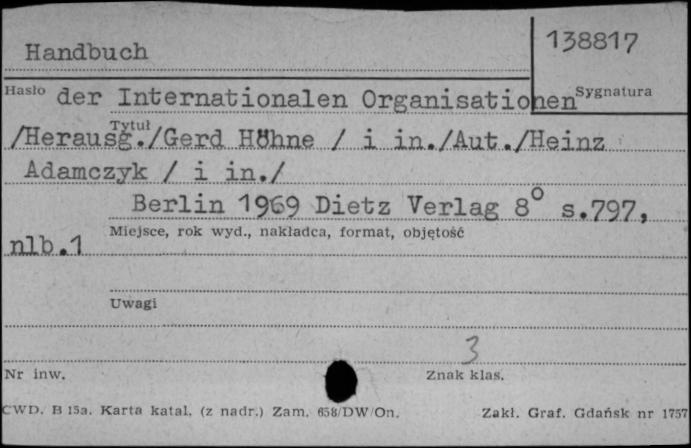 Handbuch
138817
Hasło
Sygnatura
der Internationalen Organisationen
Tytuł
/Herausg./Gerd Höhne / i in./Aut./Heinz
Adamczyk / i in./
Berlin 1969 Dietz Verlag 8° s.797,
Miejsce, rok wyd., nakładca, format, objętość
nlb.1
Uwagi
3
Nr inw.
Znak klas.
CWD. B 15a. Karta katal. (z nadr.) Zam. 658/DW/On.
Zakł. Graf. Gdańsk nr 1757